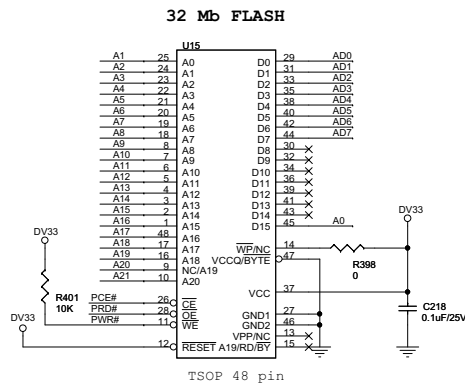 32 Mb FLASH
U15
A1 25 A0 D0 29 AD0
A2 24 A1 D1 31 AD1
A3 23 A2 D2 33 AD2
A4 22 A3 D3 35 AD3
A5 21 A4 D4 38 AD4
A6 20 A5 D5 40 AD5
A7 19 A6 D6 42 AD6
A8 18 A7 D7 44 AD7
A9 8 A8 D8 30
A10 7 A9 D9 32
A11 6 A10 D10 34
A12 5 A11 D11 36
A13 4 A12 D12 39
A14 3 A13 D13 41
A15 2 A14 D14 43
A16 1 A15 D15 45 A0
A17 48 A16
A18 17 A17 WP/NC 14
A19 16 A18 VCCQ/BYTE 47
A20 9 NC/A19
A21 10 A20
DV33
R398
0
DV33
VCC 37
R401
10K
C218
0.1uF/25V
PCE# 26 CE
PRD# 28 OE GND1 27
PWR# 11 WE GND2 46
VPP/NC 13
DV33
12 RESET A19/RD/BY 15
TSOP 48 pin